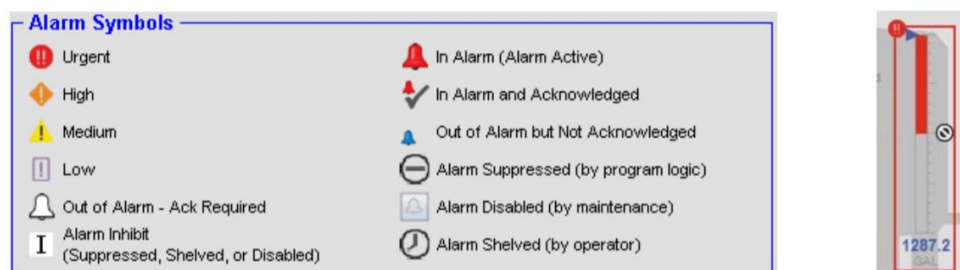 Alarm Symbols
Urgent
High
Medium
Low
Out of Alarm - Ack Required
I Alarm Inhibit
(Suppressed, Shelved, or Disabled)
In Alarm (Alarm Active)
In Alarm and Acknowledged
Out of Alarm but Not Acknowledged
Alarm Suppressed (by program logic)
Alarm Disabled (by maintenance)
Alarm Shelved (by operator)
1287.2
GAL